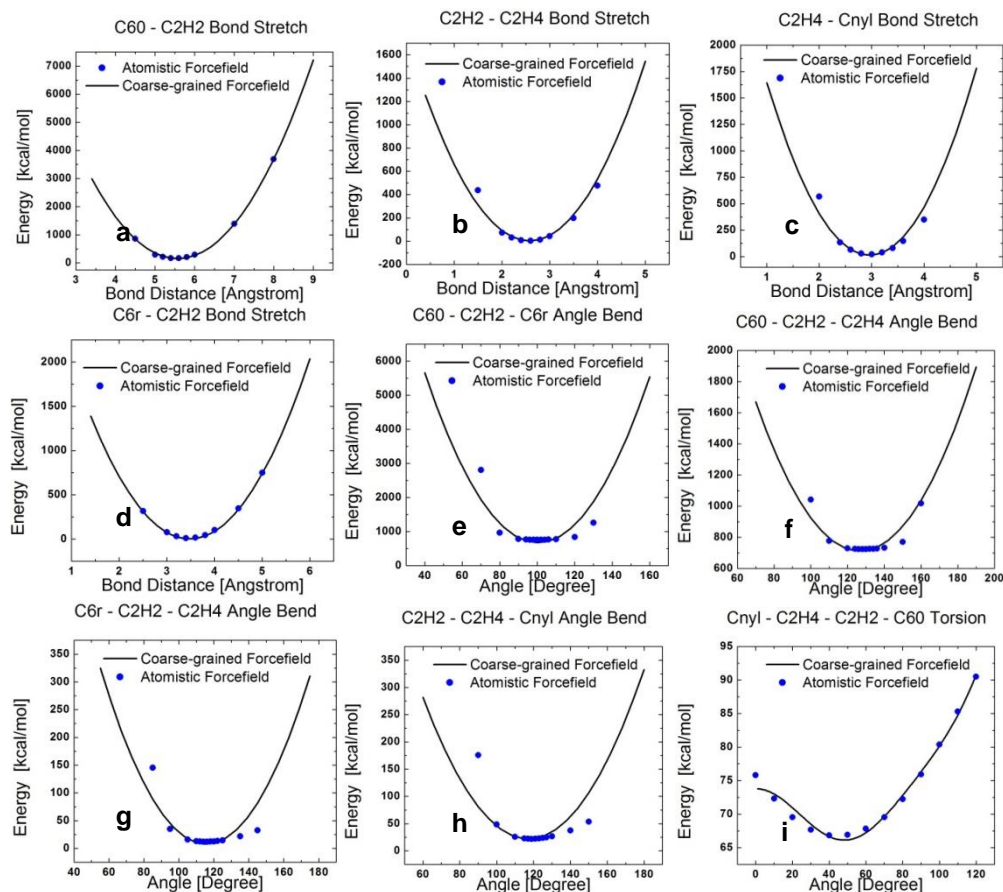 C60 - C2H2 Bond Stretch
Energy [kcal/mol]
7000
6000
5000
4000
3000
2000
1000
0
Atomistic Forcefield
Coarse-grained Forcefield
a
3 4 5 6 7 8 9
Bond Distance [Angstrom]
C2H2 - C2H4 Bond Stretch
Energy [kcal/mol]
1600
1400
1200
1000
800
600
400
200
0
-200
Coarse-grained Forcefield
Atomistic Forcefield
b
0 1 2 3 4 5
Bond Distance [Angstrom]
C2H4 - Cnyl Bond Stretch
Energy [kcal/mol]
2000
1750
1500
1250
1000
750
500
250
0
Coarse-grained Forcefield
Atomistic Forcefield
c
1 2 3 4 5
Bond Distance [Angstrom]
C6r - C2H2 Bond Stretch
Energy [kcal/mol]
2000
1500
1000
500
0
Coarse-grained Forcefield
Atomistic Forcefield
d
1 2 3 4 5 6
Bond Distance [Angstrom]
C60 - C2H2 - C6r Angle Bend
Energy [kcal/mol]
6000
5000
4000
3000
2000
1000
0
Coarse-grained Forcefield
Atomistic Forcefield
e
40 60 80 100 120 140 160
Angle [Degree]
C60 - C2H2 - C2H4 Angle Bend
Energy [kcal/mol]
2000
1800
1600
1400
1200
1000
800
600
Coarse-grained Forcefield
Atomistic Forcefield
f
60 80 100 120 140 160 180 200
Angle [Degree]
C6r - C2H2 - C2H4 Angle Bend
Energy [kcal/mol]
350
300
250
200
150
100
50
0
Coarse-grained Forcefield
Atomistic Forcefield
g
40 60 80 100 120 140 160 180
Angle [Degree]
C2H2 - C2H4 - Cnyl Angle Bend
Energy [kcal/mol]
350
300
250
200
150
100
50
0
Coarse-grained Forcefield
Atomistic Forcefield
h
60 80 100 120 140 160 180
Angle [Degree]
Cnyl - C2H4 - C2H2 - C60 Torsion
Energy [kcal/mol]
95
90
85
80
75
70
65
Coarse-grained Forcefield
Atomistic Forcefield
i
0 20 40 60 80 100 120
Angle [Degree]